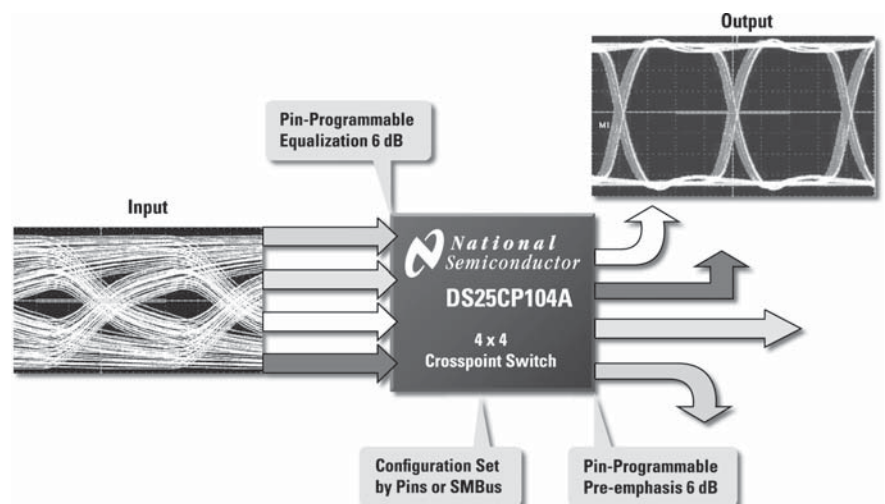 Output
Pin-Programmable
Equalization 6 dB
M1
Input
National
Semiconductor
DS25CP104A
4 x 4
Crosspoint Switch
Configuration Set
by Pins or SMBus
Pin-Programmable
Pre-emphasis 6 dB